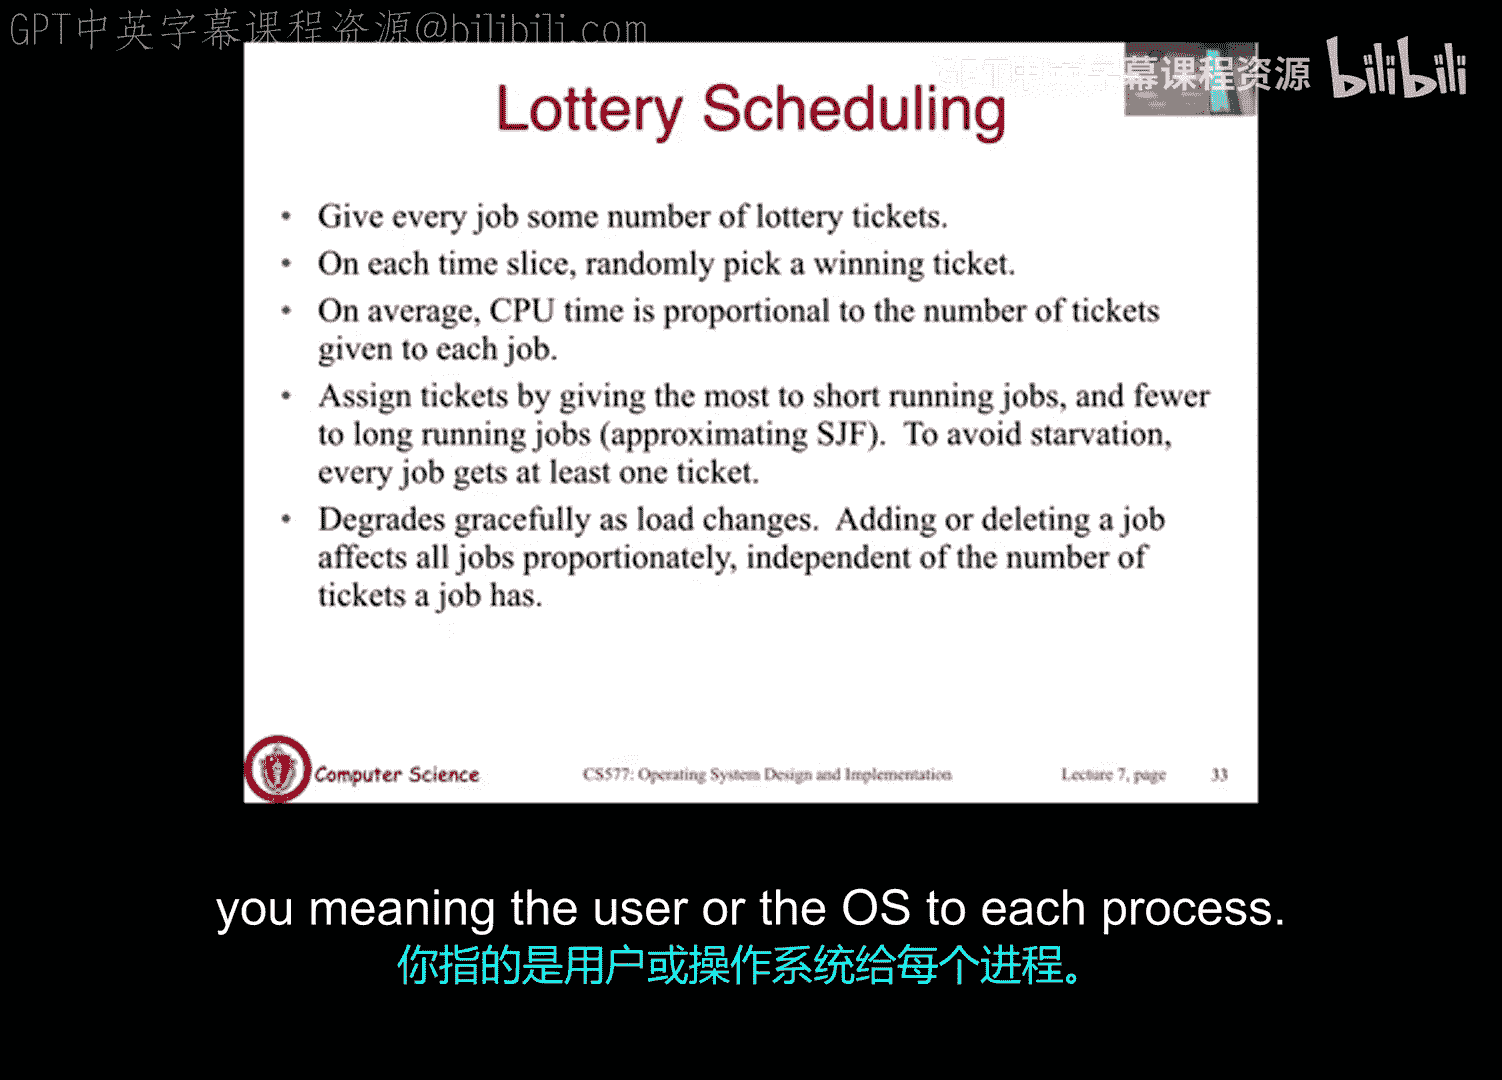 GPT中英字幕课程资源@bilibili.com
幕课程资源 bilibili
Lottery Scheduling
• Give every job some number of lottery tickets.
• On each time slice, randomly pick a winning ticket.
• On average, CPU time is proportional to the number of tickets
given to each job.
• Assign tickets by giving the most to short running jobs, and fewer
to long running jobs (approximating SJF). To avoid starvation,
every job gets at least one ticket.
• Degrades gracefully as load changes. Adding or deleting a job
affects all jobs proportionately, independent of the number of
tickets a job has.
Computer Science
CS577: Operating System Design and Implementation
Lecture 7, page 33
you meaning the user or the OS to each process.
你指的是用户或操作系统给每个进程。